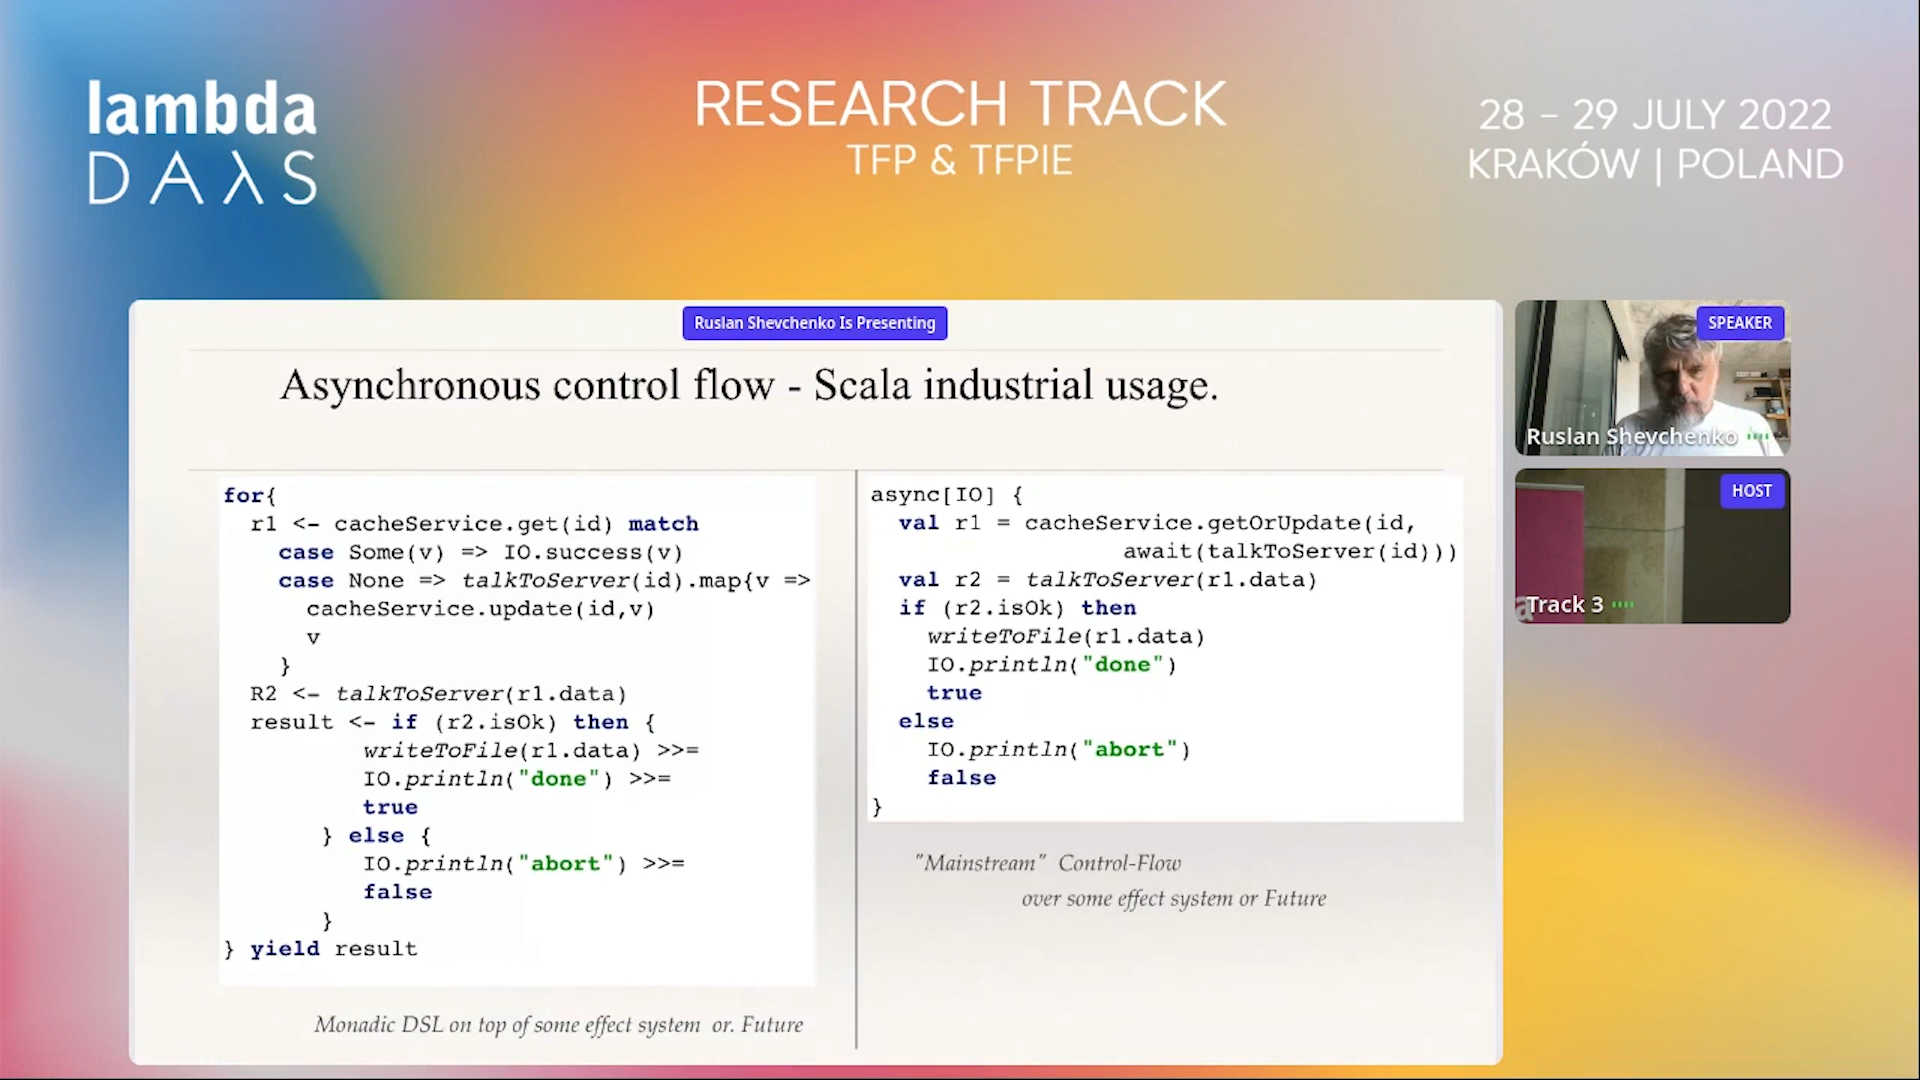 lambda
DAλS
RESEARCH TRACK
TFP & TFPIE
28 – 29 JULY 2022
KRAKÓW | POLAND
Ruslan Shevchenko Is Presenting
Asynchronous control flow - Scala industrial usage.
for{
  r1 <- cacheService.get(id) match
    case Some(v) => IO.success(v)
    case None => talkToServer(id).map{v =>
      cacheService.update(id,v)
      v
    }
  R2 <- talkToServer(r1.data)
  result <- if (r2.isOk) then {
          writeToFile(r1.data) >>=
          IO.println("done") >>=
          true
       } else {
          IO.println("abort") >>=
          false
       }
} yield result
Monadic DSL on top of some effect system or. Future
async[IO] {
  val r1 = cacheService.getOrUpdate(id,
                  await(talkToServer(id)))
  val r2 = talkToServer(r1.data)
  if (r2.isOk) then
    writeToFile(r1.data)
    IO.println("done")
    true
  else
    IO.println("abort")
    false
}
"Mainstream" Control-Flow
over some effect system or Future
SPEAKER
Ruslan Shevchenko
HOST
Track 3